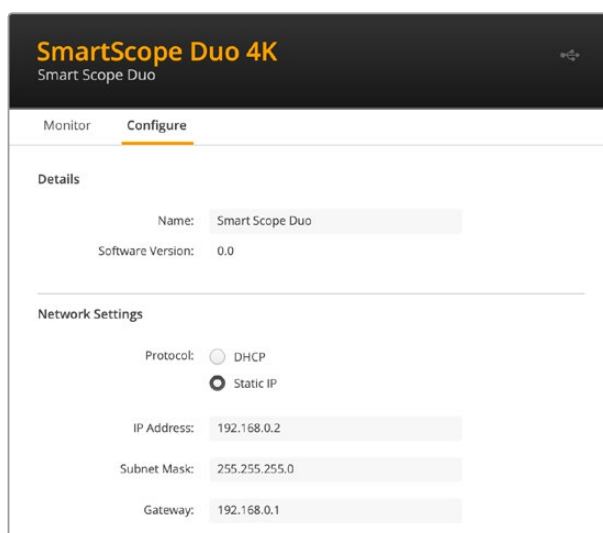 SmartScope Duo 4K
Smart Scope Duo
Monitor Configure
Details
Name: Smart Scope Duo
Software Version: 0.0
Network Settings
Protocol: DHCP
Static IP
IP Address: 192.168.0.2
Subnet Mask: 255.255.255.0
Gateway: 192.168.0.1